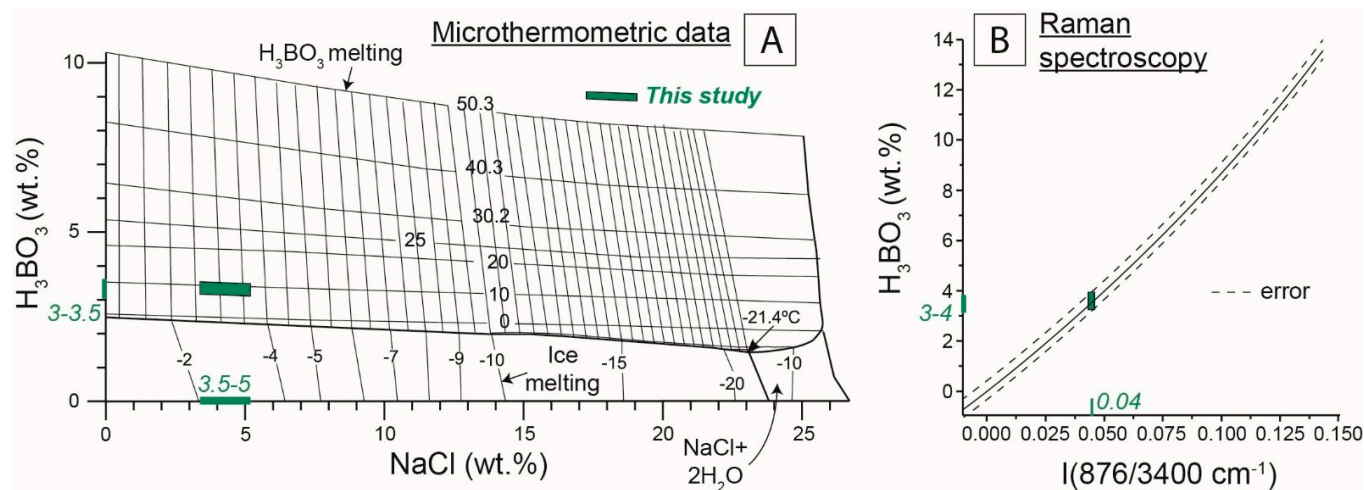 Microthermometric data
A
H₃BO₃ melting
This study
10
5
0
H₃BO₃ (wt.%)
3-3.5
50.3
40.3
30.2
25
20
10
0
-21.4ºC
-2
-4
-5
-7
-9
-10
Ice
melting
-15
-20
-10
3.5-5
0
5
10
15
20
25
NaCl (wt.%)
NaCl+
2H₂O
B
Raman
spectroscopy
14
12
10
8
6
4
2
0
H₃BO₃ (wt.%)
3-4
error
0.04
0.000
0.025
0.050
0.075
0.100
0.125
0.150
I(876/3400 cm⁻¹)